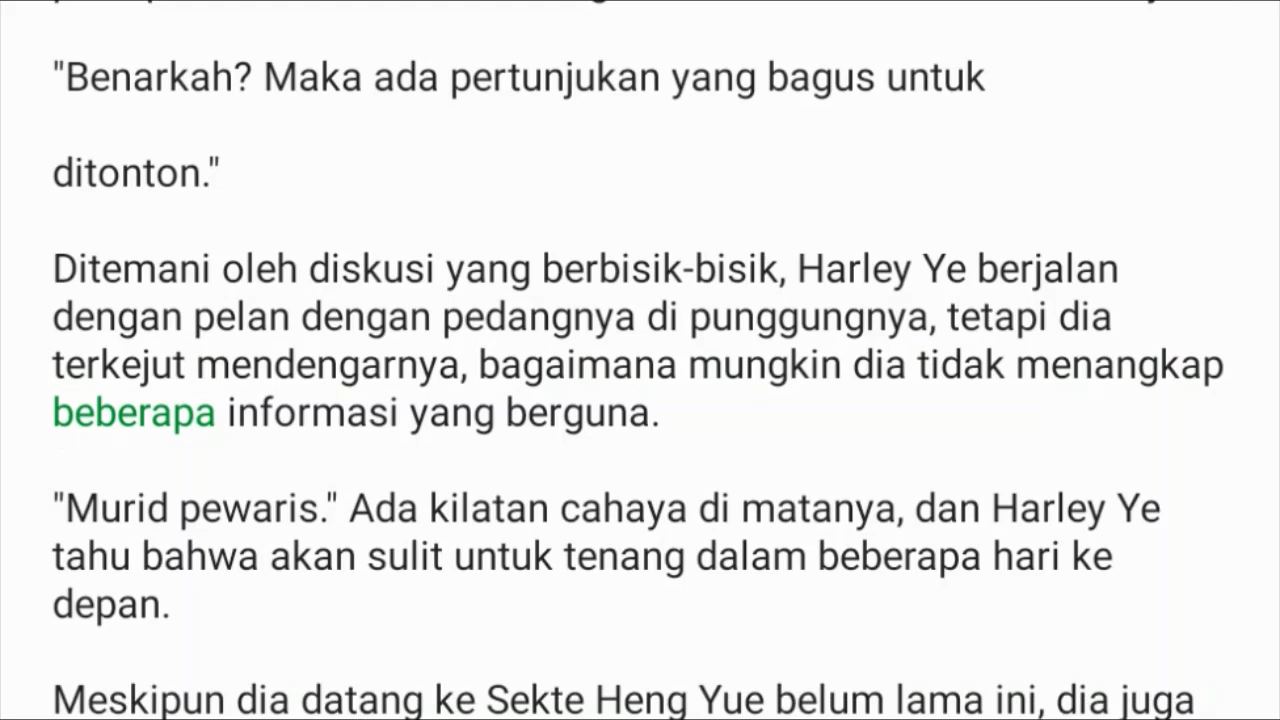 "Benarkah? Maka ada pertunjukan yang bagus untuk
ditonton."
Ditemani oleh diskusi yang berbisik-bisik, Harley Ye berjalan
dengan pelan dengan pedangnya di punggungnya, tetapi dia
terkejut mendengarnya, bagaimana mungkin dia tidak menangkap
beberapa informasi yang berguna.
"Murid pewaris." Ada kilatan cahaya di matanya, dan Harley Ye
tahu bahwa akan sulit untuk tenang dalam beberapa hari ke
depan.
Meskipun dia datang ke Sekte Heng Yue belum lama ini, dia juga